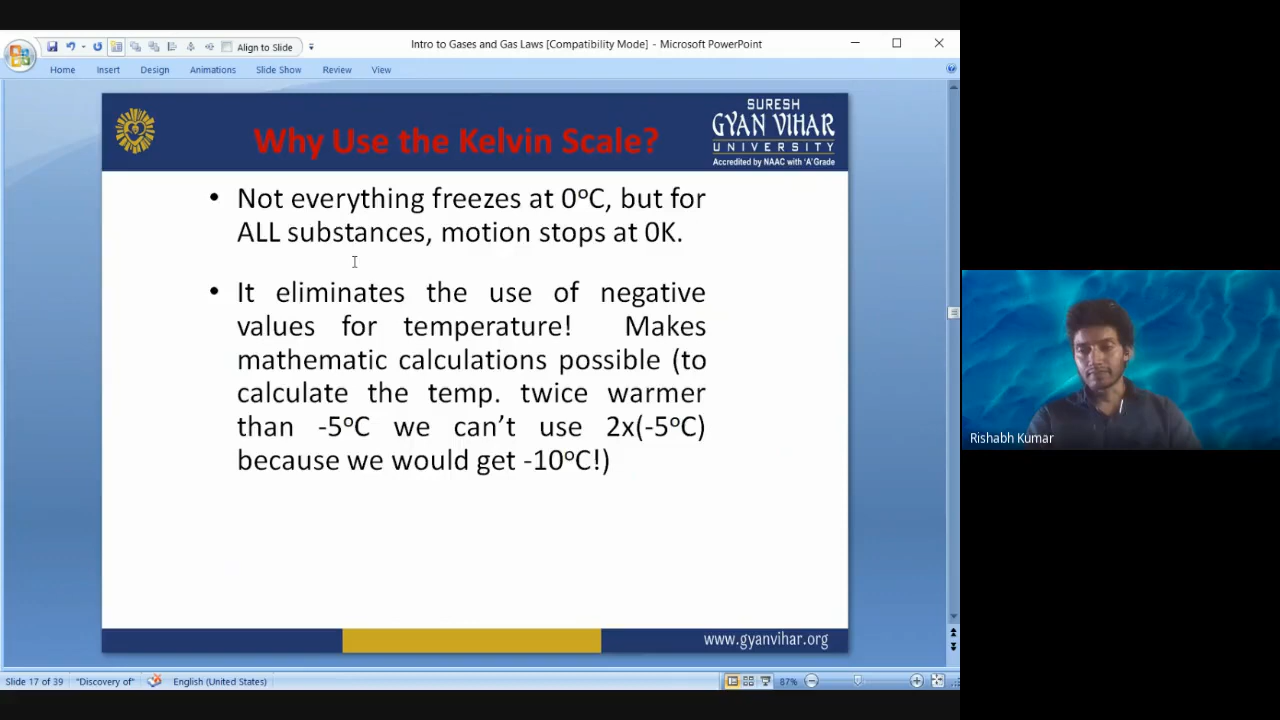 Align to Slide
Intro to Gases and Gas Laws [Compatibility Mode] - Microsoft PowerPoint
Home Insert Design Animations Slide Show Review View
Why Use the Kelvin Scale?
SURESH
GYAN VIHAR
UNIVERSITY
Accredited by NAAC with 'A' Grade
• Not everything freezes at 0°C, but for
ALL substances, motion stops at 0K.
• It eliminates the use of negative
values for temperature! Makes
mathematic calculations possible (to
calculate the temp. twice warmer
than -5°C we can't use 2x(-5°C)
because we would get -10°C!)
Rishabh Kumar
www.gyanvihar.org
Slide 17 of 39 "Discovery of" English (United States) 87%